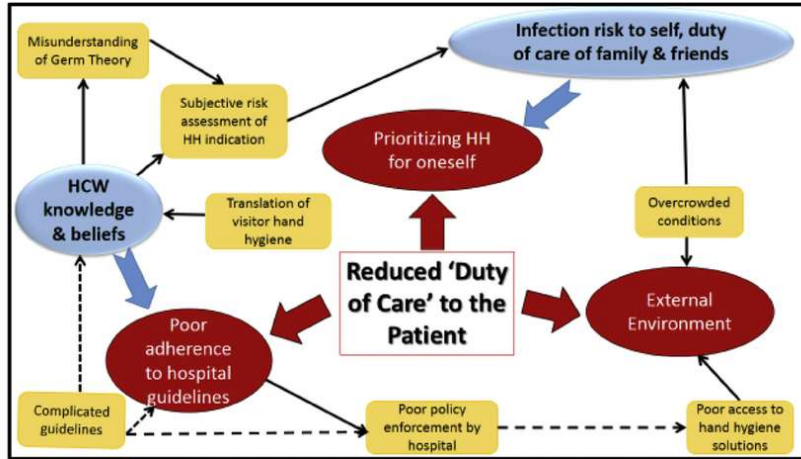 Misunderstanding
of Germ Theory
Infection risk to self, duty
of care of family & friends
Subjective risk
assessment of
HH indication
Prioritizing HH
for oneself
HCW
knowledge
& beliefs
Translation of
visitor hand
hygiene
Overcrowded
conditions
Reduced ‘Duty
of Care’ to the
Patient
External
Environment
Poor
adherence
to hospital
guidelines
Complicated
guidelines
Poor policy
enforcement by
hospital
Poor access to
hand hygiene
solutions